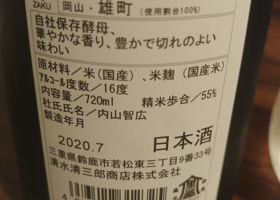 ZAKU 岡山・雄町（使用割合100%）
自社保存酵母、
華やかな香り、豊かで切れのよい
味わい
原材料／米（国産）、米麹（国産米）
アルコール度数／16度
内容量／720ml 精米歩合／55%
杜氏氏名／内山智広
製造年月
2020.7 日本酒
三重県鈴鹿市若松東三丁目9番33号
清水清三郎商店株式会社